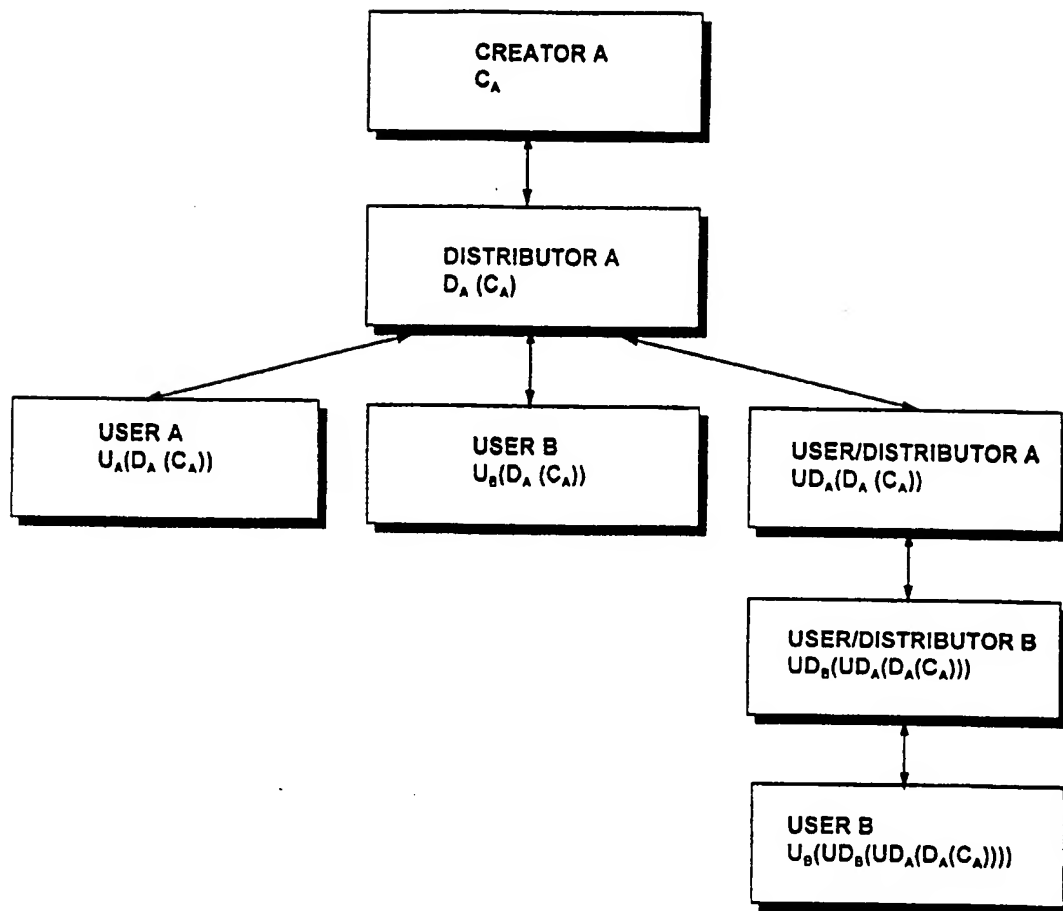 CREATOR A
C_A
DISTRIBUTOR A
D_A (C_A)
USER A
U_A(D_A (C_A))
USER B
U_B(D_A (C_A))
USER/DISTRIBUTOR A
UD_A(D_A (C_A))
USER/DISTRIBUTOR B
UD_B(UD_A(D_A(C_A)))
USER B
U_B(UD_B(UD_A(D_A(C_A))))